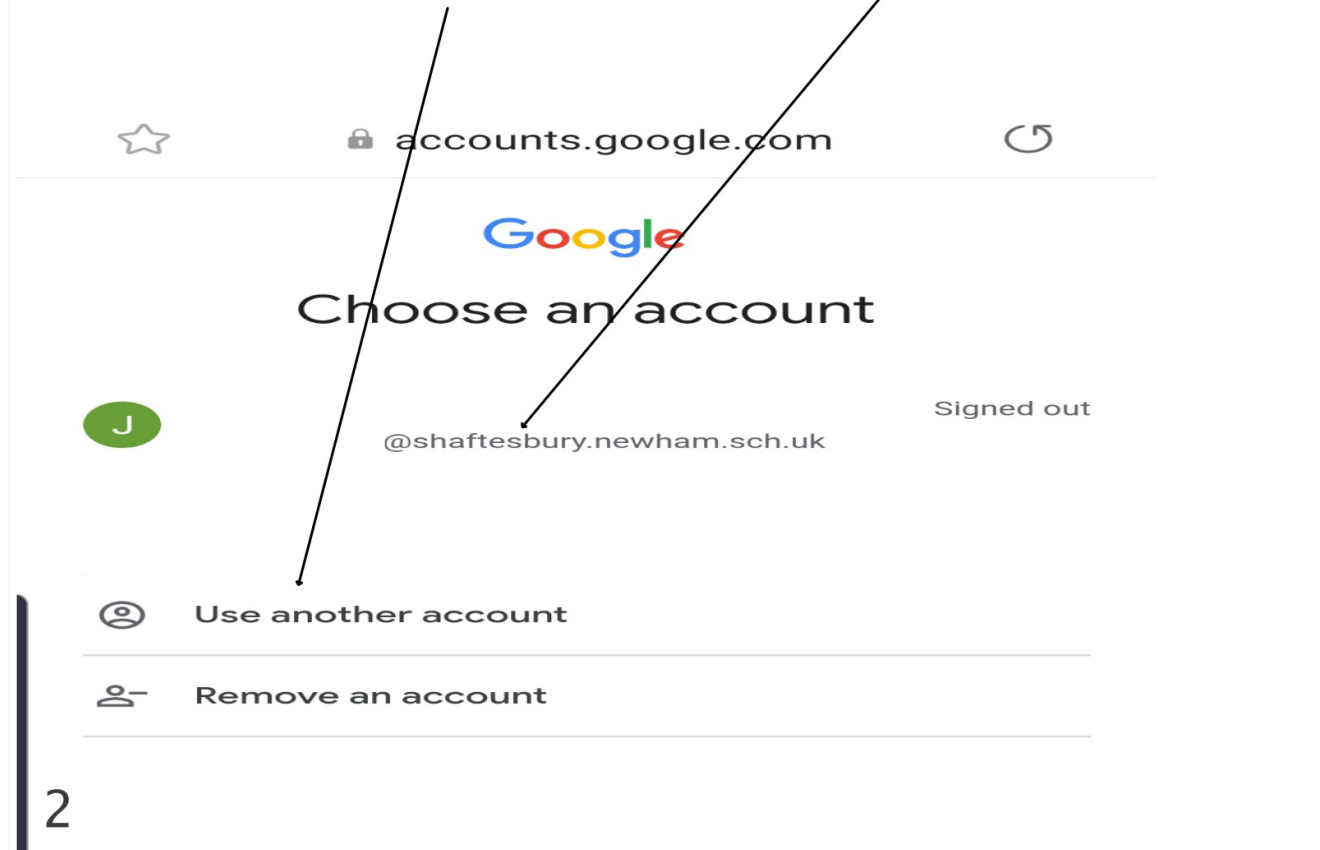 accounts.google.com
Google
Choose an account
J
Signed out
@shaftesbury.newham.sch.uk
Use another account
Remove an account
2